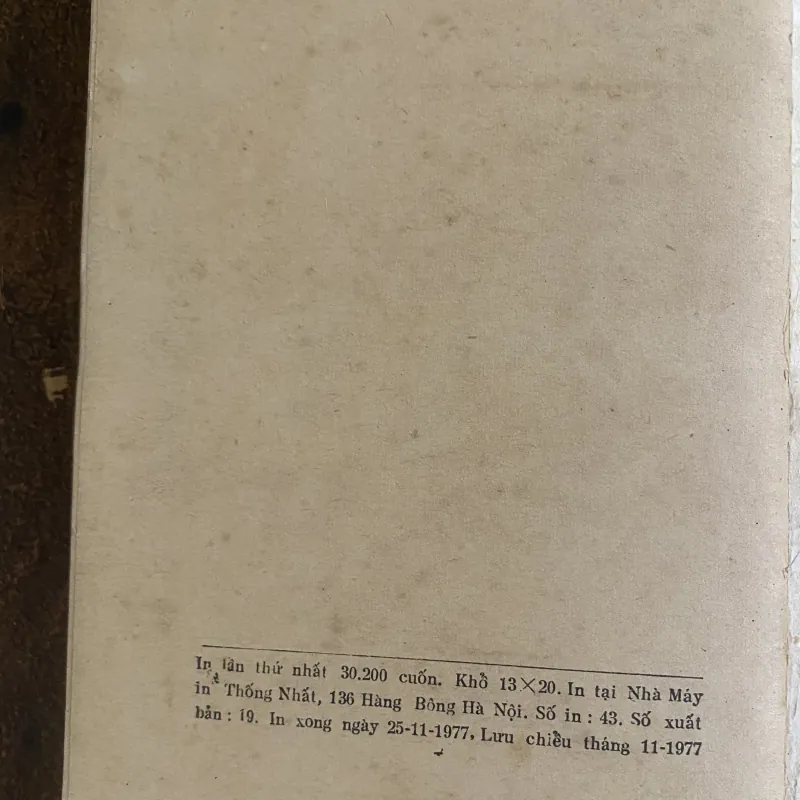 In lần thứ nhất 30.200 cuốn. Khổ 13×20. In tại Nhà Máy
in Thống Nhất, 136 Hàng Bông Hà Nội. Số in : 43. Số xuất
bản : 19. In xong ngày 25-11-1977. Lưu chiểu tháng 11-1977